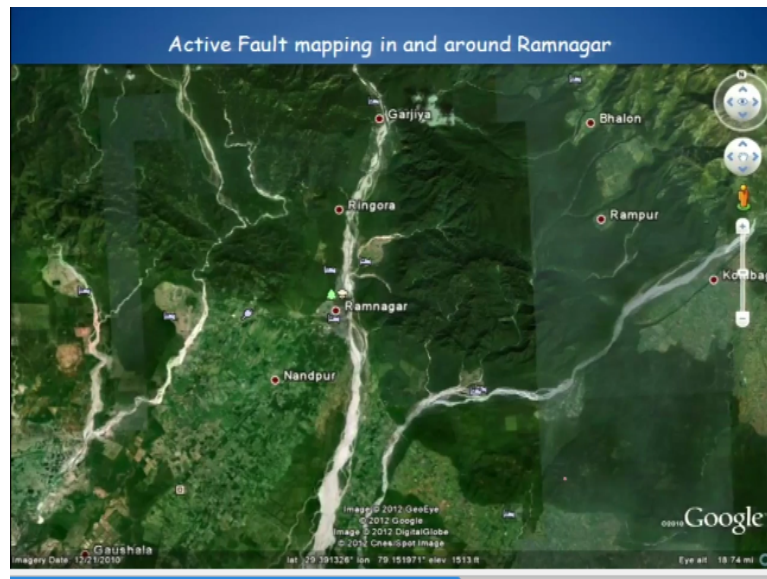 Active Fault mapping in and around Ramnagar
N
Garjiya
Bhalon
Ringora
Rampur
Ramnagar
Nandpur
Image © 2012 GeoEye
© 2012 Google
Image © 2012 DigitalGlobe
© 2012 Cnes/Spot Image
©2010 Google
Gaushala
Imagery Date: 12/21/2010
lat 29.391326° lon 79.151971° elev 1513 ft
Eye alt 18.74 mi